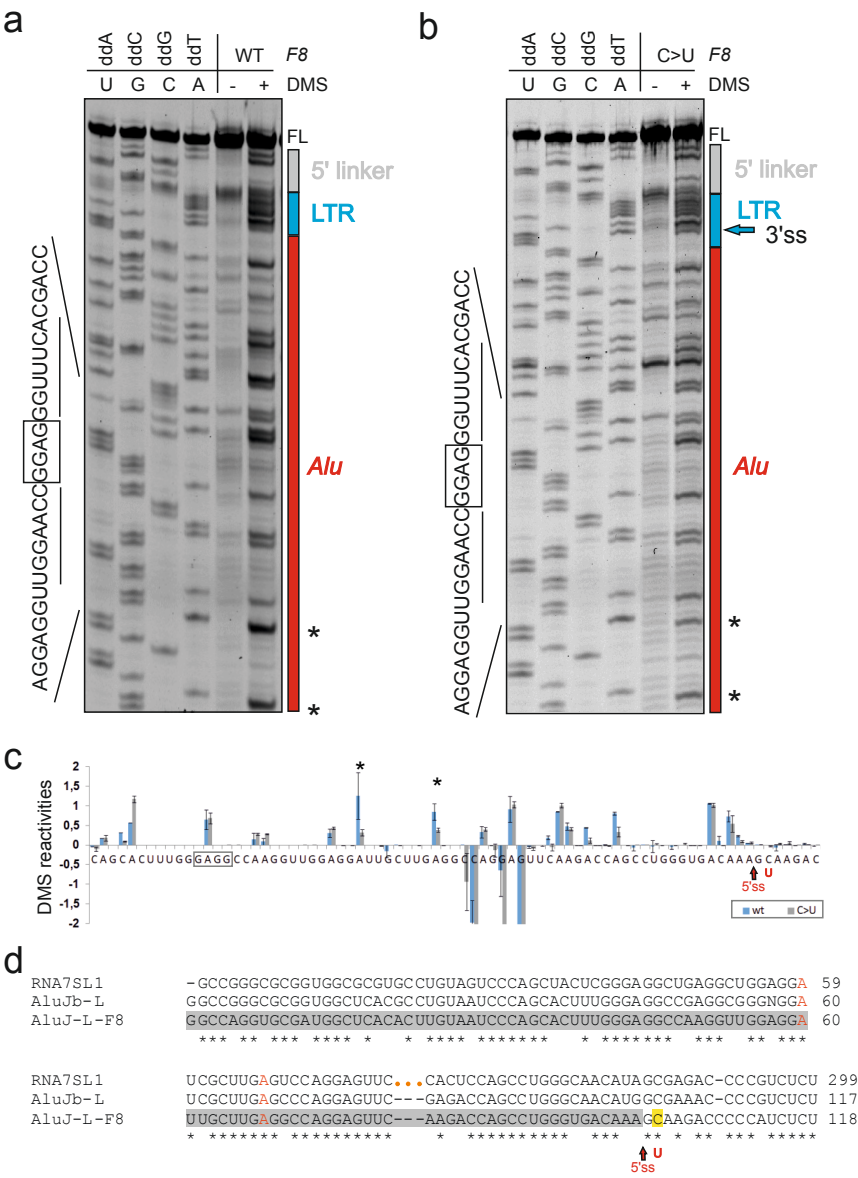 a
ddA ddC ddG ddT WT F8
U G C A - + DMS
FL
5' linker
LTR
Alu
*
*
AGGAGGUUGGAACCGGAGGGUUUCACGACC
b
ddA ddC ddG ddT C>U F8
U G C A - + DMS
FL
5' linker
LTR
3'ss
Alu
*
*
AGGAGGUUGGAACCGGAGGGUUUCACGACC
c
DMS reactivities
2
1,5
1
0,5
0
-0,5
-1
-1,5
-2
* *
CAGCACUUUGGGAGGCCAAGGUUGGAGGAUUGCUUGAGGCCAGGAGUUCAAGACCAGCCUGGGUGACAAAGCAAGAC
5'ss U
wt C>U
d
RNA7SL1 -GCCGGGCGCGGUGGCGCGUGCCUGUAGUCCCAGCUACUCGGGAGGCUGAGGCUGGAGGA 59
AluJb-L GGCCGGGCGCGGUGGCUCACGCCUGUAAUCCCAGCACUUUGGGAGGCCGAGGCGGGNGGA 60
AluJ-L-F8 GGCCAGGUGCGAUGGCUCACACUUGUAAUCCCAGCACUUUGGGAGGCCAAGGUUGGAGGA 60
*** ** ** **** * * **** ****** * ******* *** ** ***
RNA7SL1 UCGCUUGAGUCCAGGAGUUC...CACUCCAGCCUGGGCAACAUAGCGAGAC-CCCGUCUCU 299
AluJb-L UCGCUUGAGCCCAGGAGUUC---GAGACCAGCCUGGGCAACAUGGCGAAAC-CCCGUCUCU 117
AluJ-L-F8 UUGCUUGAGGCCAGGAGUUC---AAGACCAGCCUGGGUGACAAAGCAAGACCCCCAUCUCU 118
* ******* ********** * ********** *** ** * ** *** *****
5'ss U